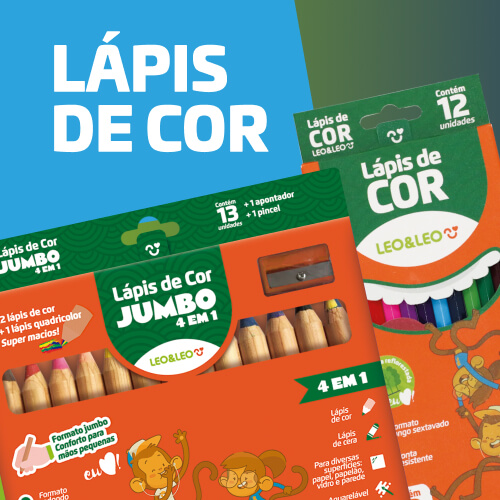 LÁPIS
DE COR
Contém
12
unidades
Lápis de
COR
LEO&LEO
Lápis de
COR
LEO&LEO
Contém
13
unidades
+ 1 apontador
+ 1 pincel
Lápis de Cor
JUMBO
4 EM 1
Lápis de Cor
JUMBO
4 EM 1
LEO&LEO
2 lápis de cor
+ 1 lápis quadricolor
Super macios!
Formato jumbo
Conforto para
mãos pequenas
eu
4 EM 1
Lápis
de cor
Lápis
de cera
Para diversas
superfícies:
papel, papelão,
vidro e parede
Aquarelável
Formato